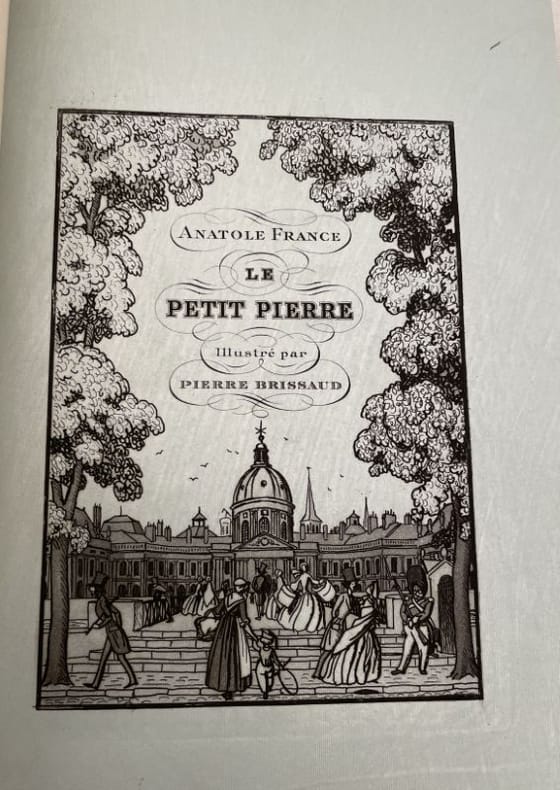 ANATOLE FRANCE
LE
PETIT PIERRE
Illustré par
PIERRE BRISSAUD